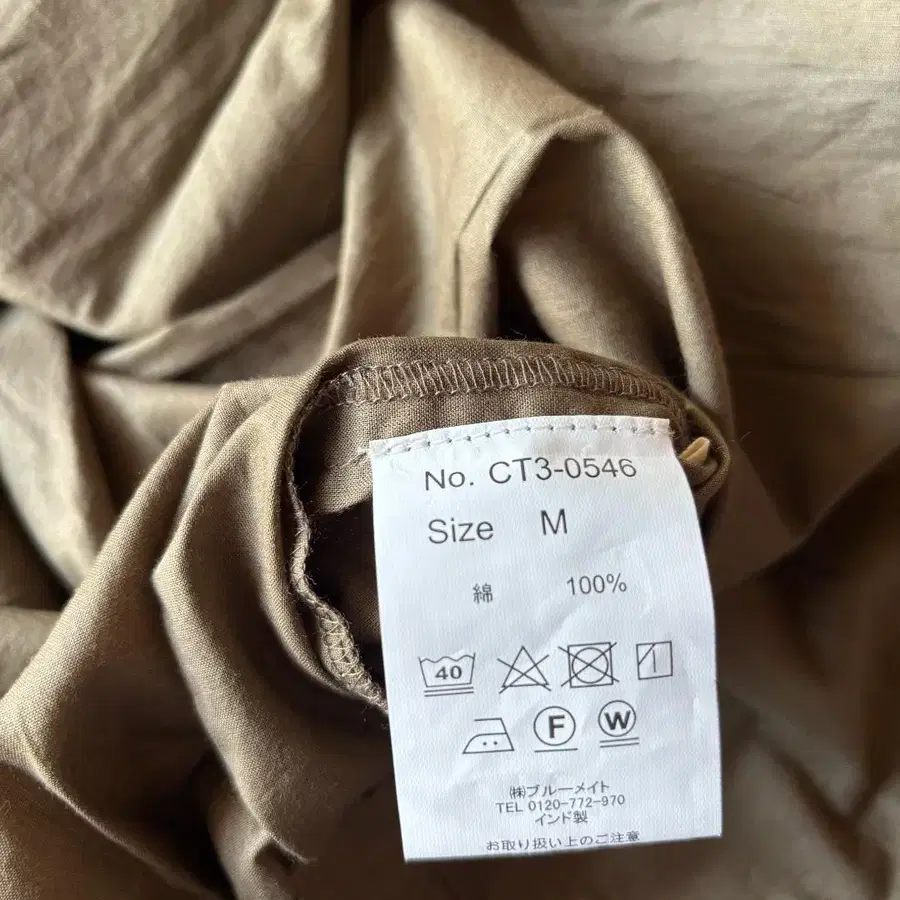 No. CT3-0546
Size M
綿 100%
40
F W
㈱ブルーメイト
TEL 0120-772-970
インド製
お取り扱い上のご注意